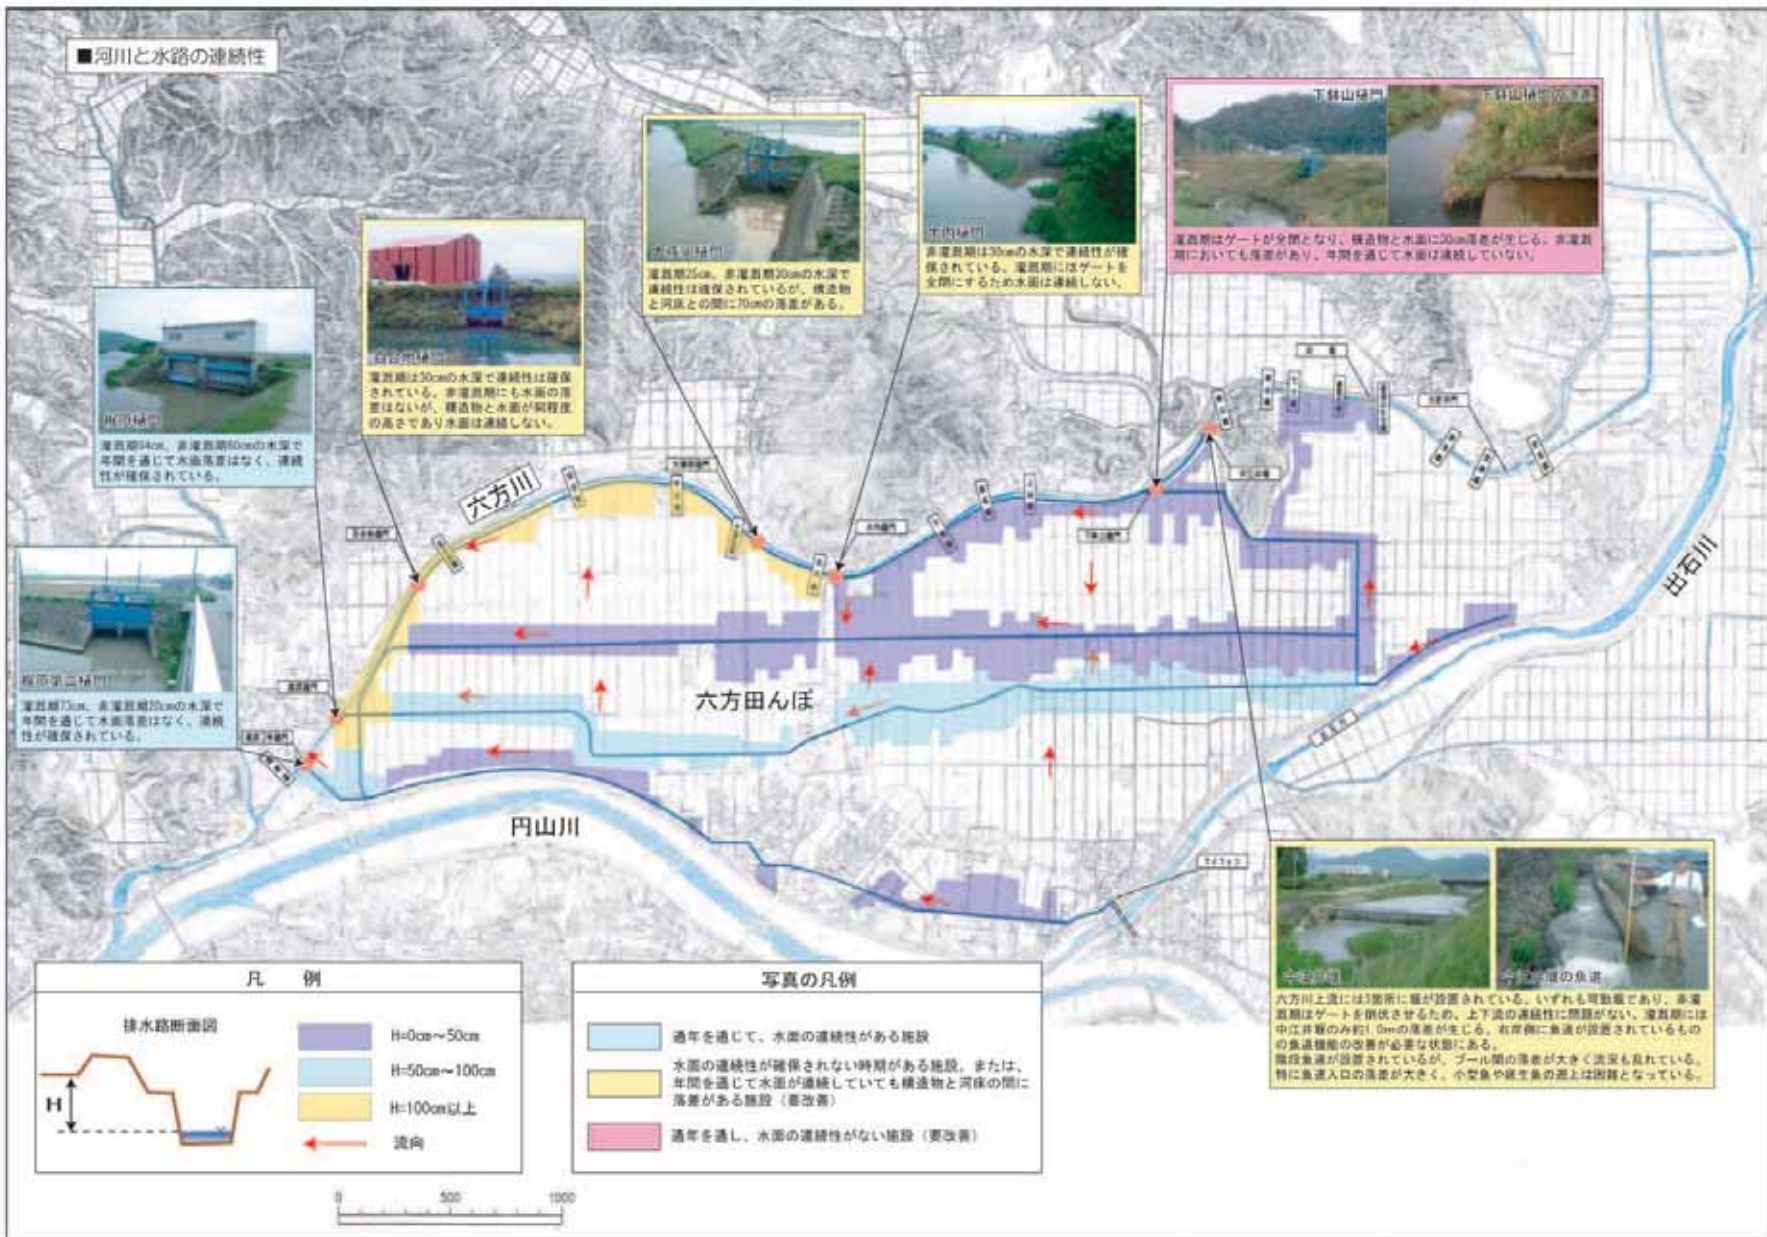 ■河川と水路の連続性
下鉢山樋門
木内樋門
梶原樋門
灌漑期25cm、非灌漑期30cmの水深で
連続性は確保されているが、構造物
と河床との間に70cmの落差がある。
非灌漑期は30cmの水深で連続性が確
保されている。灌漑期にはゲートを
全閉にするため水面は連続しない。
灌漑期はゲートが全閉となり、構造物と水面に30cm落差が生じる。非灌漑
期においても落差があり、年間を通じて水面は連続していない。
灌漑期は30cmの水深で連続性は確保
されている。非灌漑期にも水面の落
差はないが、構造物と水面が同程度
の高さであり水面は連続しない。
灌漑期94cm、非灌漑期60cmの水深で
年間を通じて水面落差はなく、連続
性が確保されている。
梶原第二樋門
灌漑期73cm、非灌漑期20cmの水深で
年間を通じて水面落差はなく、連続
性が確保されている。
六方川
出石川
六方田んぼ
円山川
サイフォン
中江井堰の魚道
六方川上流には3箇所に堰が設置されている。いずれも可動堰であり、非灌
漑期はゲートを倒伏させるため、上下流の連続性に問題がない。灌漑期には
中江井堰のみ約1.0mの落差が生じる。右岸側に魚道が設置されているもの
の魚道機能の改善が必要な状態にある。
階段魚道が設置されているが、プール間の落差が大きく流況も乱れている。
特に魚道入口の落差が大きく、小型魚や底生魚の遡上は困難となっている。
凡 例
排水路断面図
H
H=0cm～50cm
H=50cm～100cm
H=100cm以上
流向
写真の凡例
通年を通じて、水面の連続性がある施設
水面の連続性が確保されない時期がある施設、または、
年間を通じて水面が連続していても構造物と河床の間に
落差がある施設（要改善）
通年を通し、水面の連続性がない施設（要改善）
0 500 1000